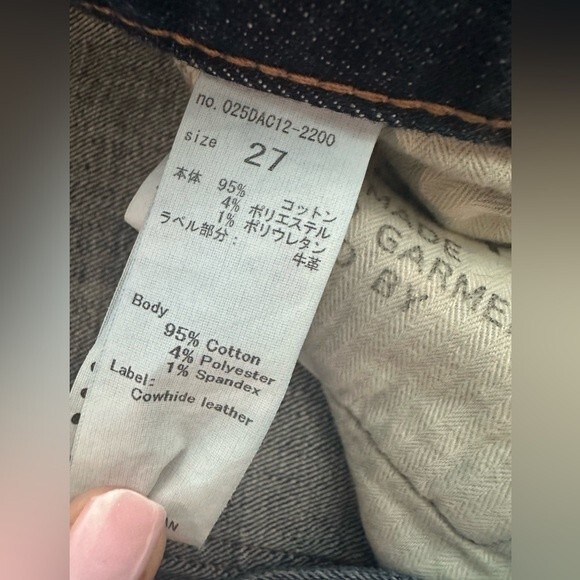 no. 025DAC12-2200
size 27
本体 95% コットン
4% ポリエステル
1% ポリウレタン
ラベル部分:
牛革
Body
95% Cotton
4% Polyester
1% Spandex
Label:
Cowhide leather
MADE
GARME
BY